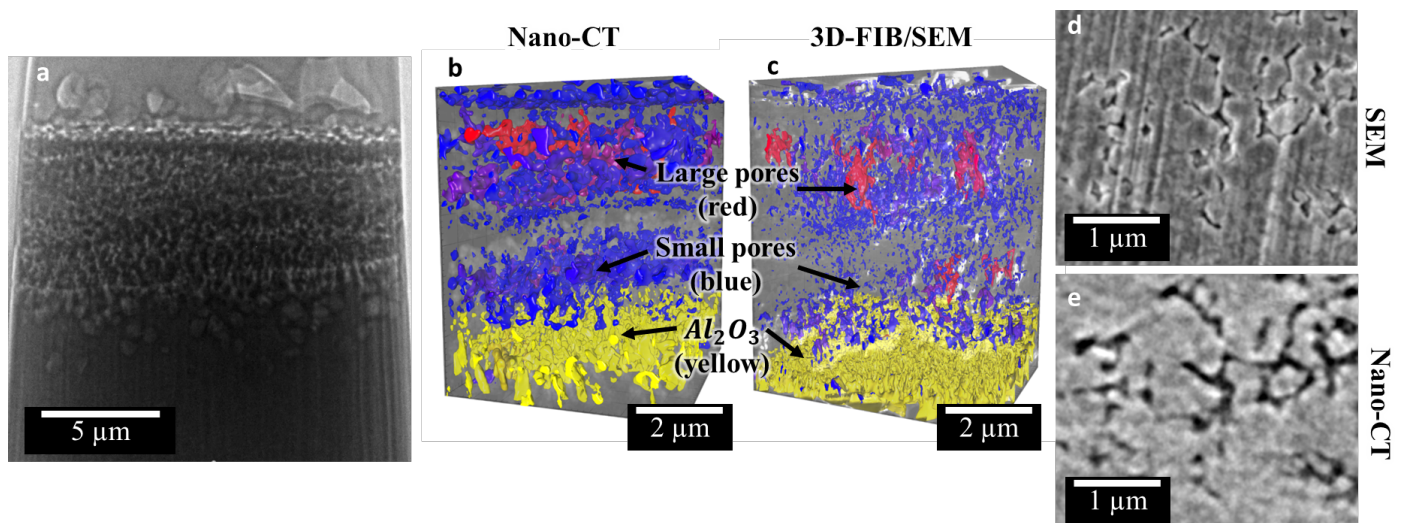 a
5 µm
Nano-CT
b
3D-FIB/SEM
c
Large pores
(red)
Small pores
(blue)
Al₂O₃
(yellow)
2 µm
2 µm
d
1 µm
SEM
e
1 µm
Nano-CT